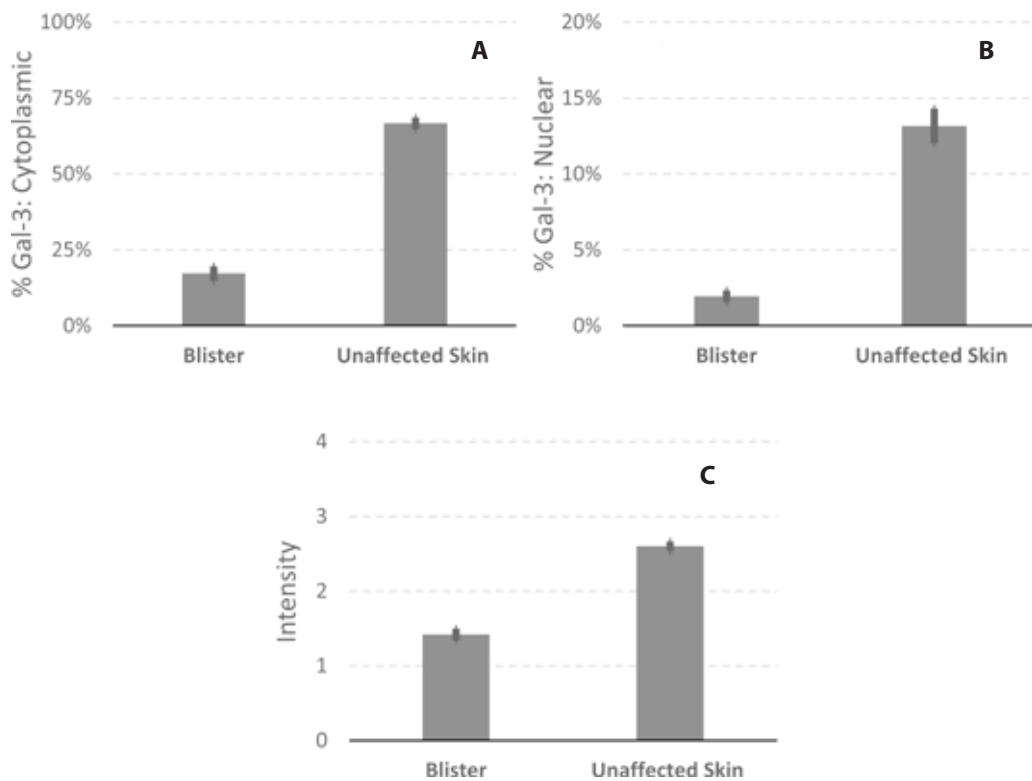 A
% Gal-3: Cytoplasmic
100%
75%
50%
25%
0%
Blister
Unaffected Skin
B
% Gal-3: Nuclear
20%
15%
10%
5%
0%
Blister
Unaffected Skin
C
Intensity
4
3
2
1
0
Blister
Unaffected Skin